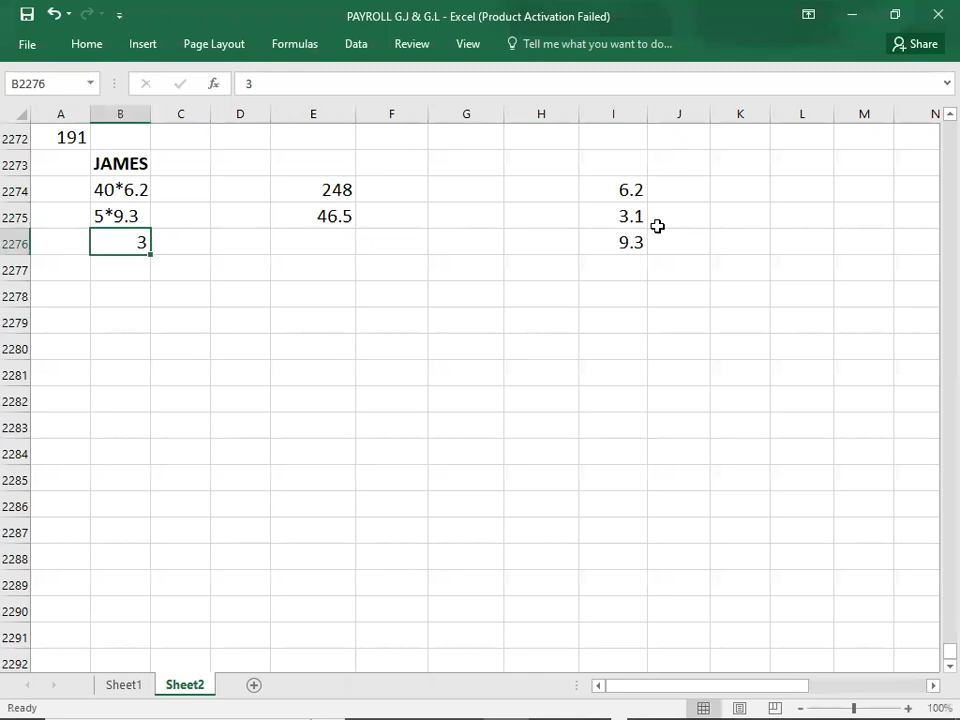 PAYROLL G.J & G.L - Excel (Product Activation Failed)
File Home Insert Page Layout Formulas Data Review View Tell me what you want to do... Share
B2276 fx 3
A B C D E F G H I J K L M N
2272 191
2273 JAMES
2274 40*6.2 248 6.2
2275 5*9.3 46.5 3.1
2276 3 9.3
2277
2278
2279
2280
2281
2282
2283
2284
2285
2286
2287
2288
2289
2290
2291
2292
Sheet1 Sheet2
Ready 100%